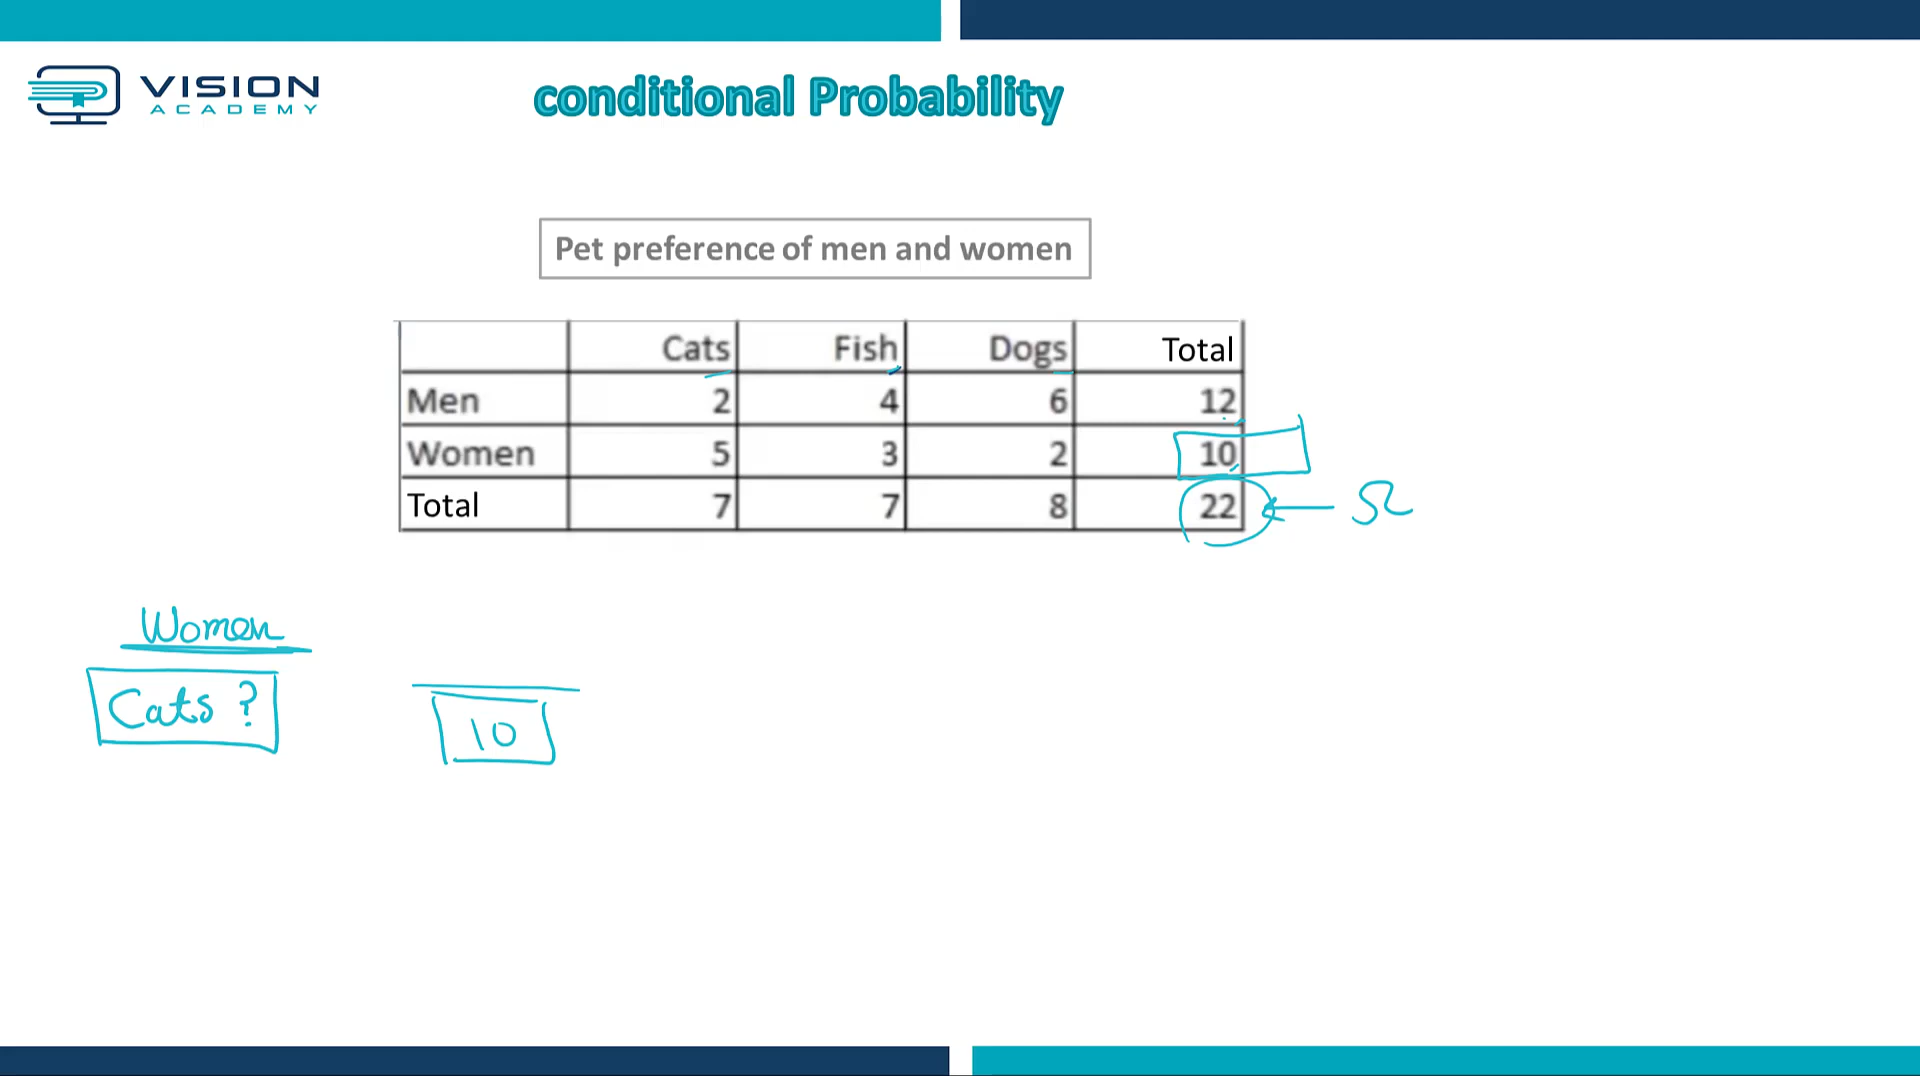 VISION
ACADEMY
conditional Probability
Pet preference of men and women
Cats Fish Dogs Total
Men 2 4 6 12
Women 5 3 2 10
Total 7 7 8 22 Ω
Women
Cats ?
10